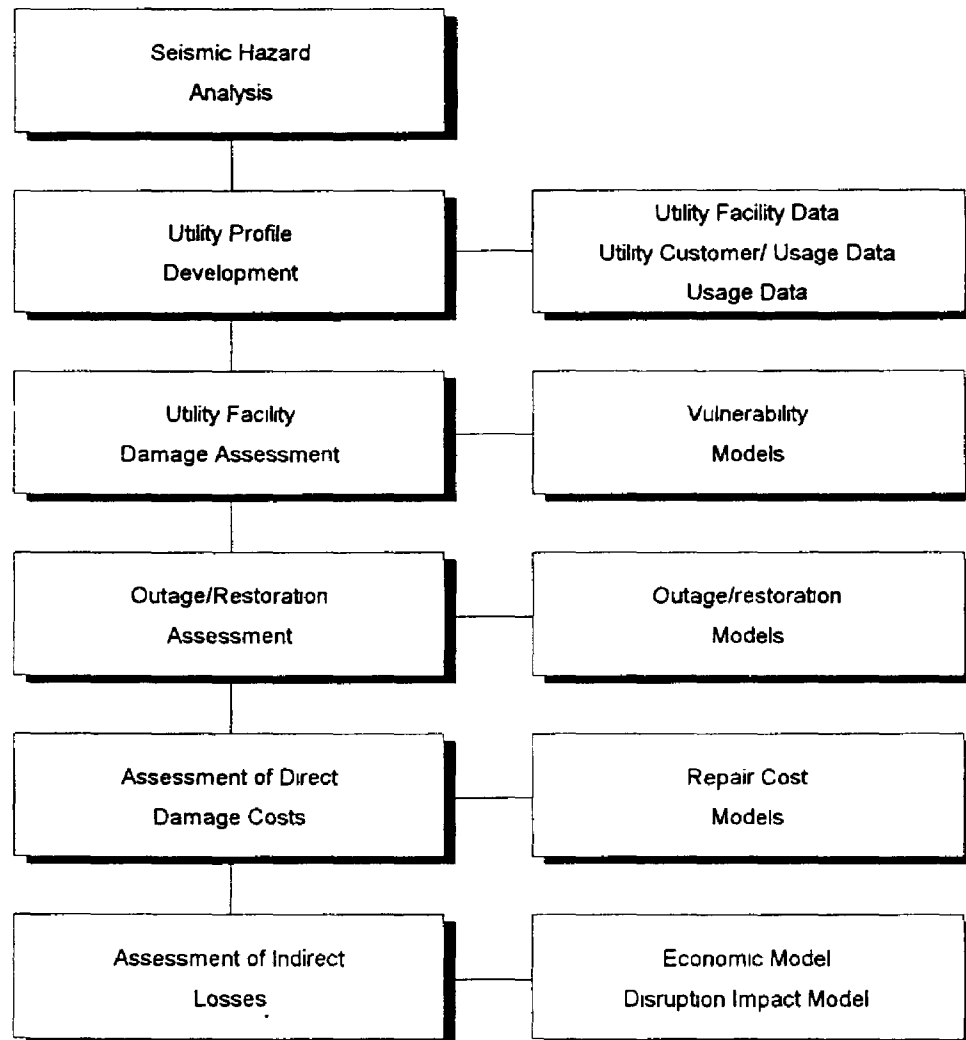 Seismic Hazard
Analysis
Utility Profile
Development
Utility Facility Data
Utility Customer/ Usage Data
Usage Data
Utility Facility
Damage Assessment
Vulnerability
Models
Outage/Restoration
Assessment
Outage/restoration
Models
Assessment of Direct
Damage Costs
Repair Cost
Models
Assessment of Indirect
Losses
Economic Model
Disruption Impact Model